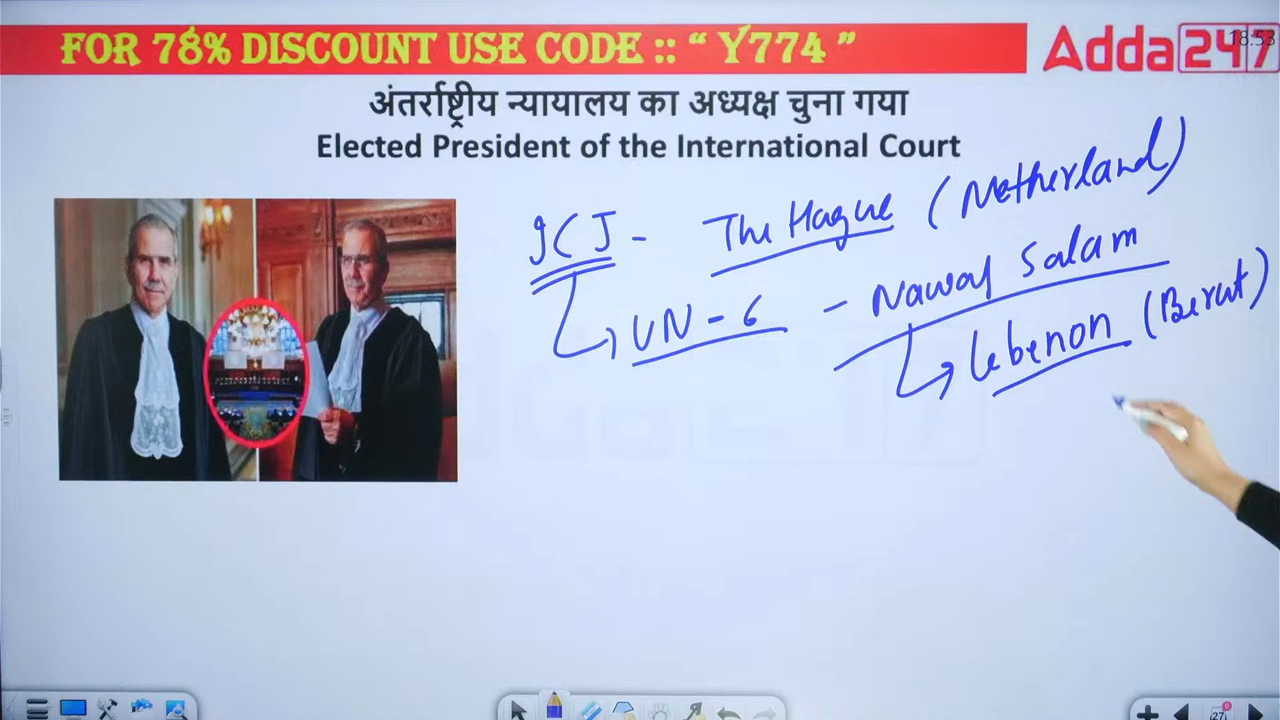 FOR 78% DISCOUNT USE CODE :: “ Y774 ”
Adda247
18:53
अंतर्राष्ट्रीय न्यायालय का अध्यक्ष चुना गया
Elected President of the International Court
ICJ - The Hague (Netherland)
UN - 6 - Nawaf Salam
Lebenon (Berut)